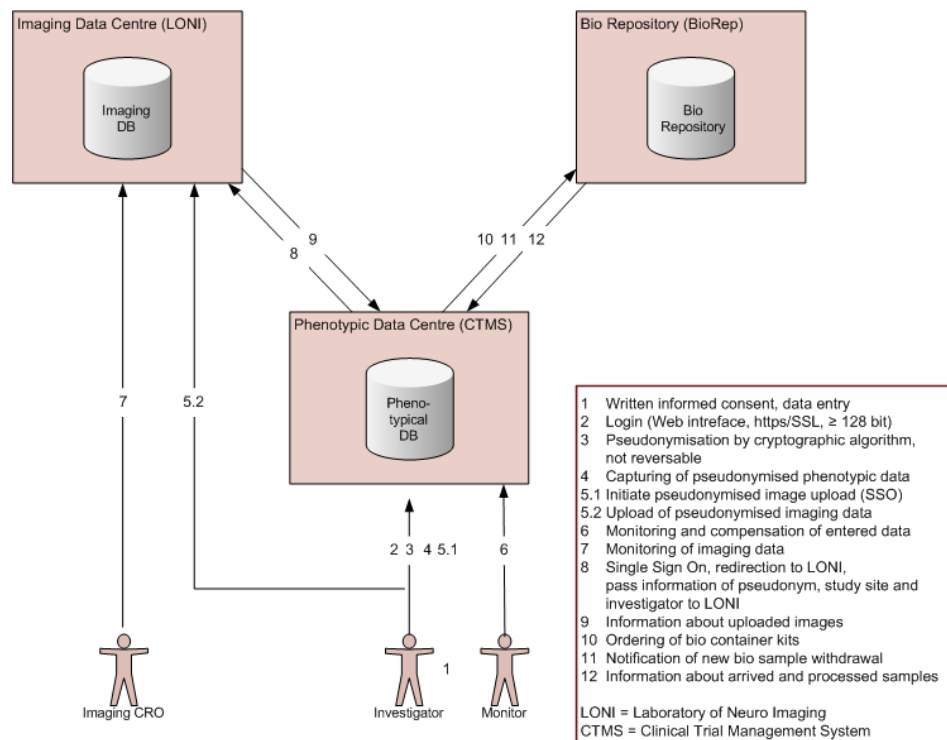 Imaging Data Centre (LONI)
Imaging
DB
Bio Repository (BioRep)
Bio
Repository
9
8
10 11 12
Phenotypic Data Centre (CTMS)
Pheno-
typical
DB
7
5.2
2 3 4 5.1
6
1
Imaging CRO
Investigator
Monitor
1 Written informed consent, data entry
2 Login (Web intreface, https/SSL, ≥ 128 bit)
3 Pseudonymisation by cryptographic algorithm,
not reversable
4 Capturing of pseudonymised phenotypic data
5.1 Initiate pseudonymised image upload (SSO)
5.2 Upload of pseudonymised imaging data
6 Monitoring and compensation of entered data
7 Monitoring of imaging data
8 Single Sign On, redirection to LONI,
pass information of pseudonym, study site and
investigator to LONI
9 Information about uploaded images
10 Ordering of bio container kits
11 Notification of new bio sample withdrawal
12 Information about arrived and processed samples
LONI = Laboratory of Neuro Imaging
CTMS = Clinical Trial Management System